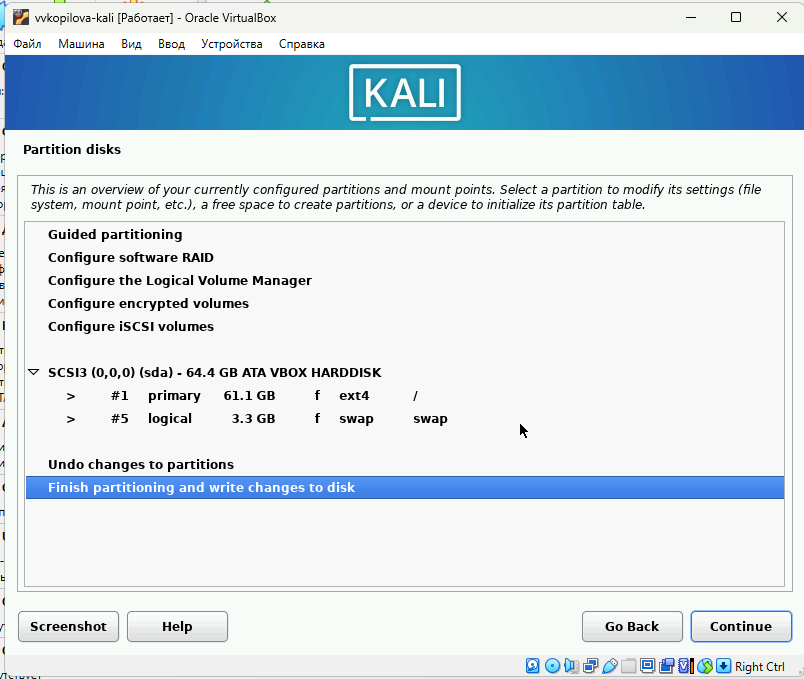 vvkopilova-kali [Работает] - Oracle VirtualBox
Файл Машина Вид Ввод Устройства Справка
KALI
Partition disks
This is an overview of your currently configured partitions and mount points. Select a partition to modify its settings (file
system, mount point, etc.), a free space to create partitions, or a device to initialize its partition table.
Guided partitioning
Configure software RAID
Configure the Logical Volume Manager
Configure encrypted volumes
Configure iSCSI volumes
SCSI3 (0,0,0) (sda) - 64.4 GB ATA VBOX HARDDISK
> #1 primary 61.1 GB f ext4 /
> #5 logical 3.3 GB f swap swap
Undo changes to partitions
Finish partitioning and write changes to disk
Screenshot Help Go Back Continue
Right Ctrl